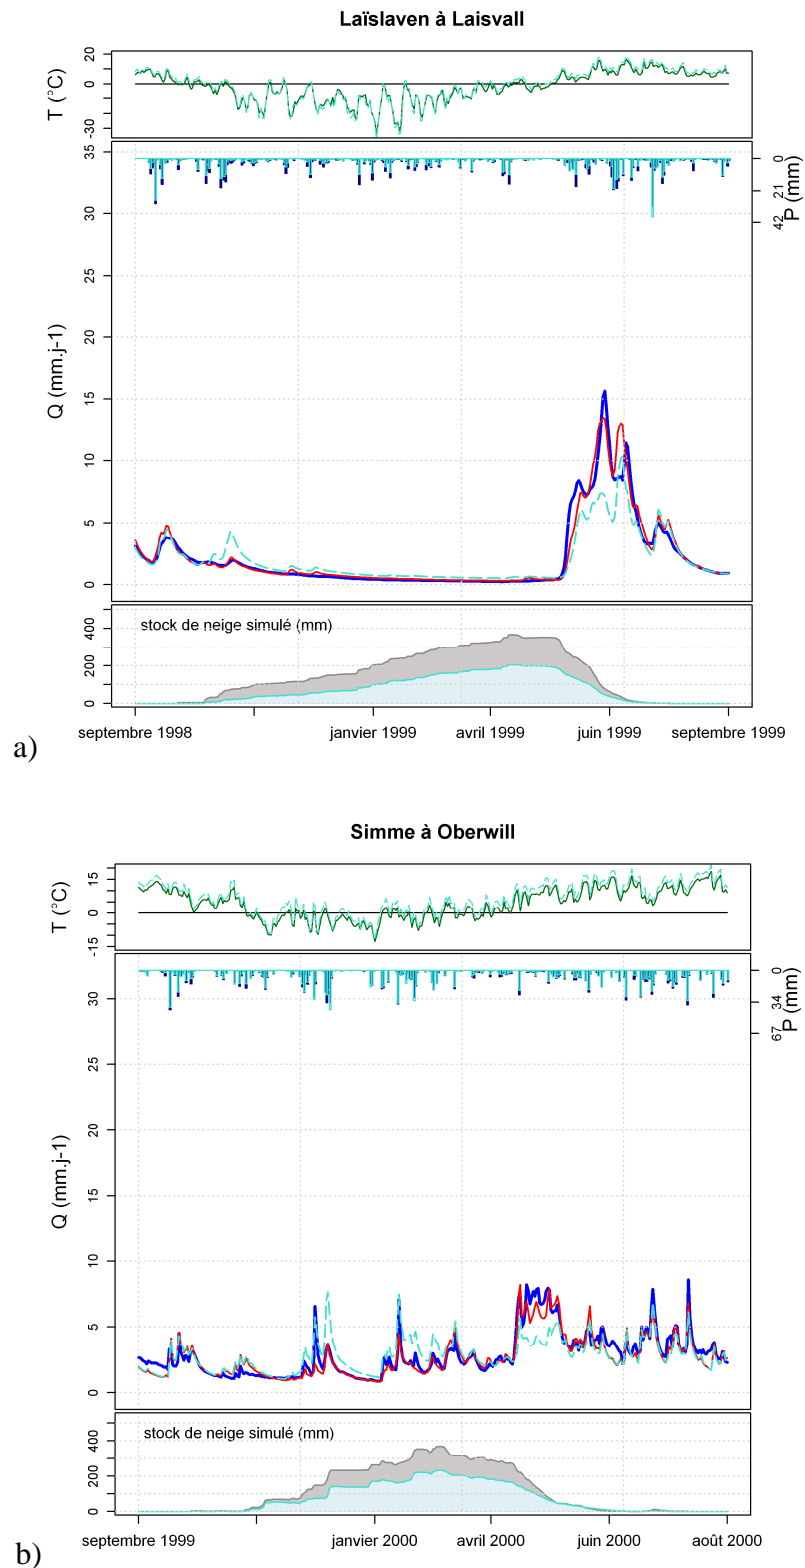 Laïslaven à Laisvall
T (°C)
20
0
-30
35
30
25
20
15
10
5
0
Q (mm.j-1)
0
21
42
P (mm)
stock de neige simulé (mm)
400
200
0
septembre 1998
janvier 1999
avril 1999
juin 1999
septembre 1999
a)
Simme à Oberwill
T (°C)
15
0
-15
30
25
20
15
10
5
0
Q (mm.j-1)
0
34
67
P (mm)
stock de neige simulé (mm)
400
200
0
septembre 1999
janvier 2000
avril 2000
juin 2000
août 2000
b)